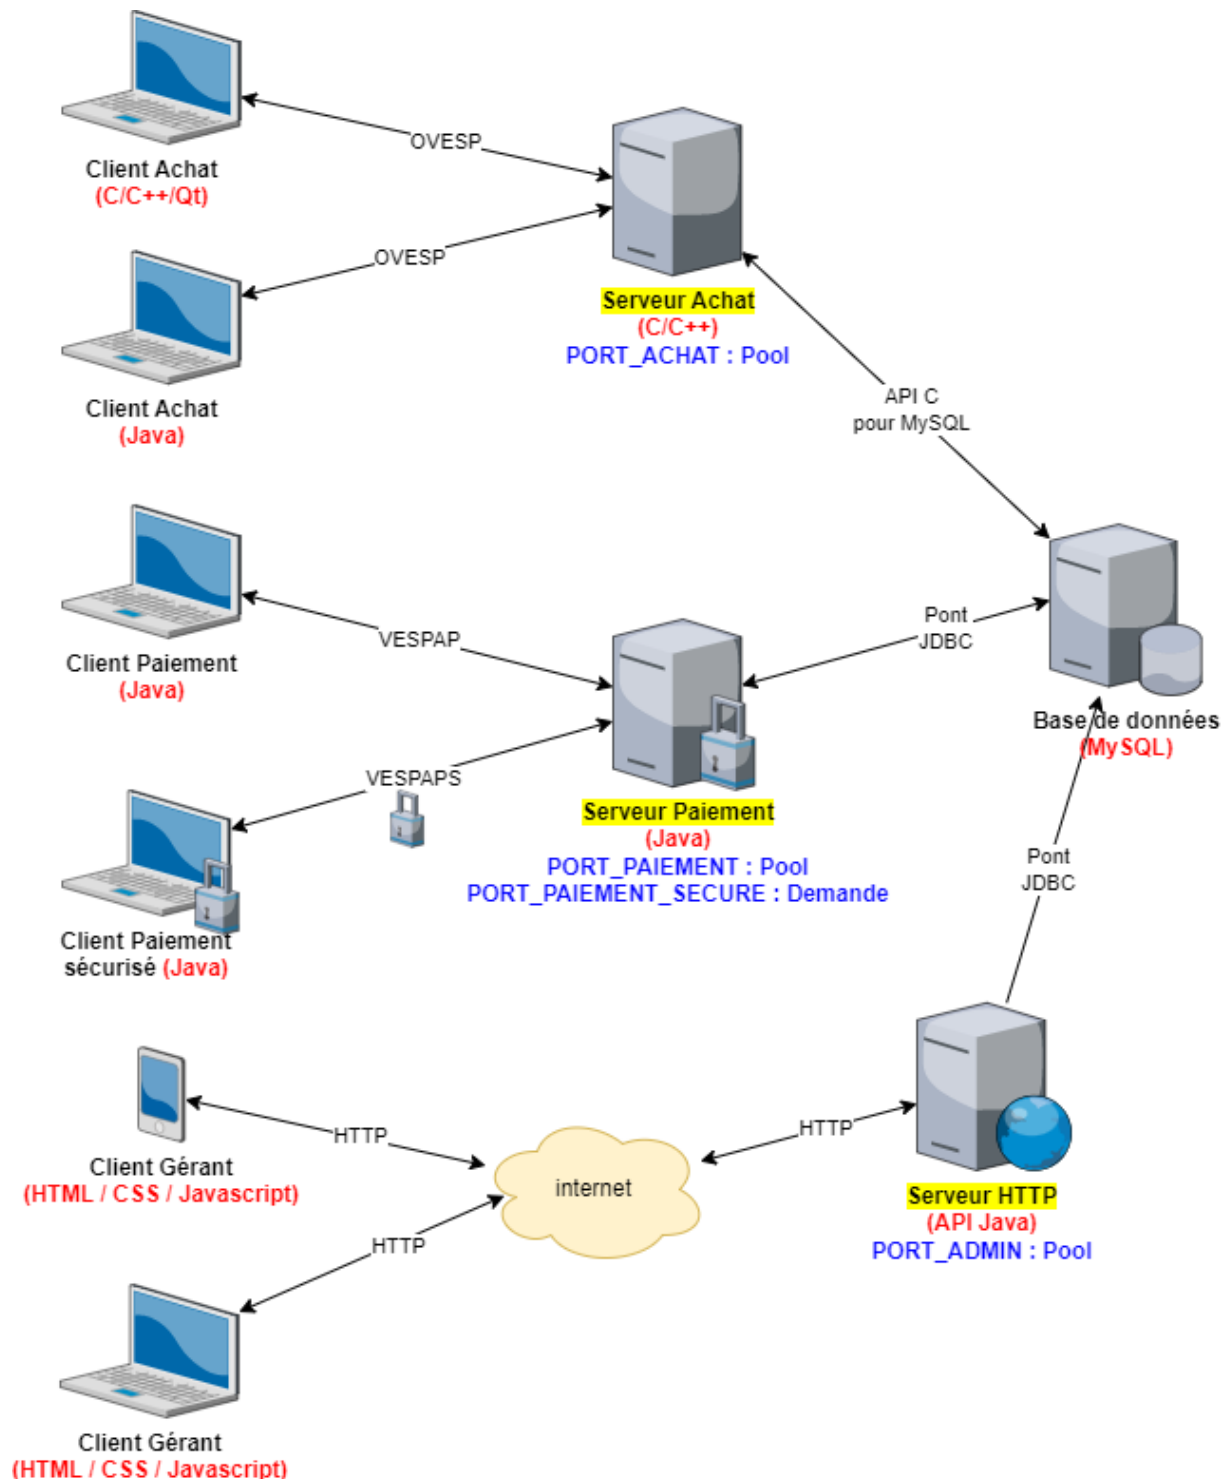 OVESP
Client Achat
(C/C++/Qt)
OVESP
Serveur Achat
(C/C++)
PORT_ACHAT : Pool
Client Achat
(Java)
API C
pour MySQL
Pont
JDBC
VESPAP
Client Paiement
(Java)
Base de données
(MySQL)
VESPAPS
Serveur Paiement
(Java)
PORT_PAIEMENT : Pool
PORT_PAIEMENT_SECURE : Demande
Pont
JDBC
Client Paiement
sécurisé (Java)
HTTP
HTTP
Client Gérant
(HTML / CSS / Javascript)
internet
Serveur HTTP
(API Java)
PORT_ADMIN : Pool
HTTP
Client Gérant
(HTML / CSS / Javascript)